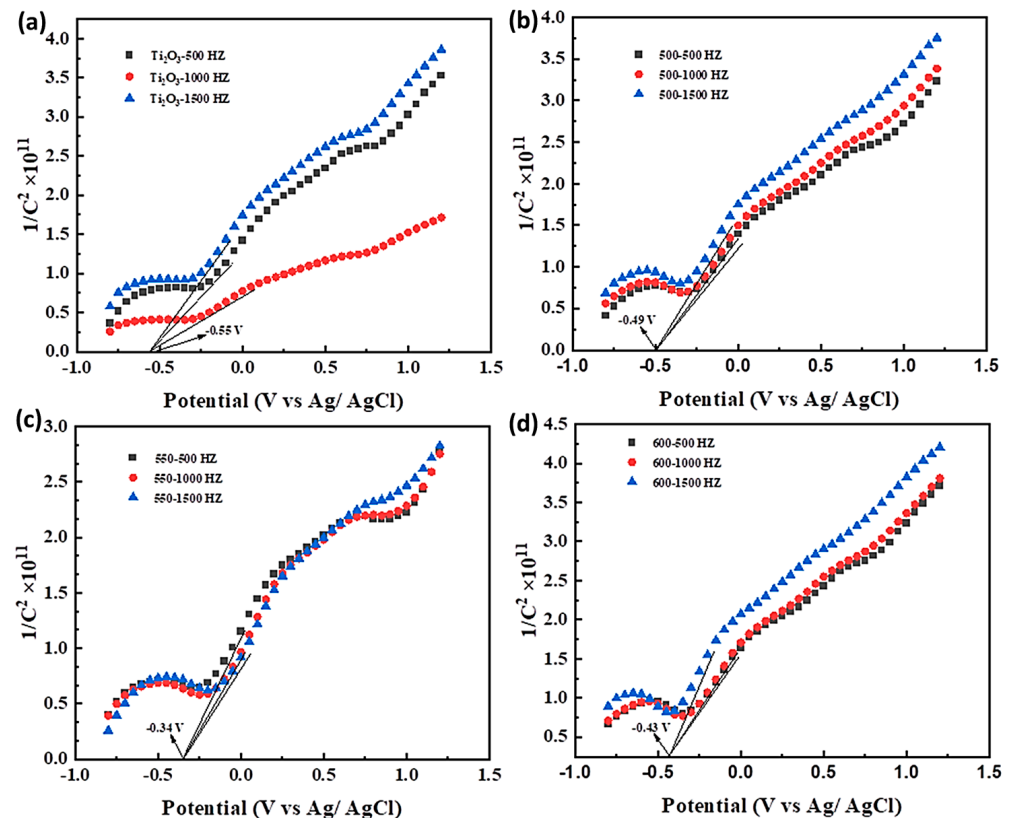 (a)
Ti₂O₃-500 HZ
Ti₂O₃-1000 HZ
Ti₂O₃-1500 HZ
1/C² ×10¹¹
4.0
3.5
3.0
2.5
2.0
1.5
1.0
0.5
0.0
-0.55 V
-1.0 -0.5 0.0 0.5 1.0 1.5
Potential (V vs Ag/ AgCl)
(b)
500-500 HZ
500-1000 HZ
500-1500 HZ
1/C² ×10¹¹
4.0
3.5
3.0
2.5
2.0
1.5
1.0
0.5
0.0
-0.49 V
-1.0 -0.5 0.0 0.5 1.0 1.5
Potential (V vs Ag/ AgCl)
(c)
550-500 HZ
550-1000 HZ
550-1500 HZ
1/C² ×10¹¹
3.0
2.5
2.0
1.5
1.0
0.5
0.0
-0.34 V
-1.0 -0.5 0.0 0.5 1.0 1.5
Potential (V vs Ag/ AgCl)
(d)
600-500 HZ
600-1000 HZ
600-1500 HZ
1/C² ×10¹¹
4.5
4.0
3.5
3.0
2.5
2.0
1.5
1.0
0.5
-0.43 V
-1.0 -0.5 0.0 0.5 1.0 1.5
Potential (V vs Ag/ AgCl)